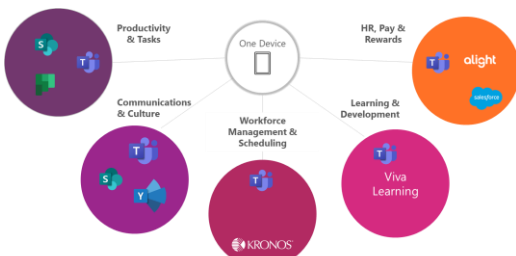 Productivity
& Tasks
One Device
HR, Pay &
Rewards
S
T
T
alight
salesforce
Communications
& Culture
Workforce
Management &
Scheduling
Learning &
Development
T
S
Y
T
KRONOS
T
Viva
Learning